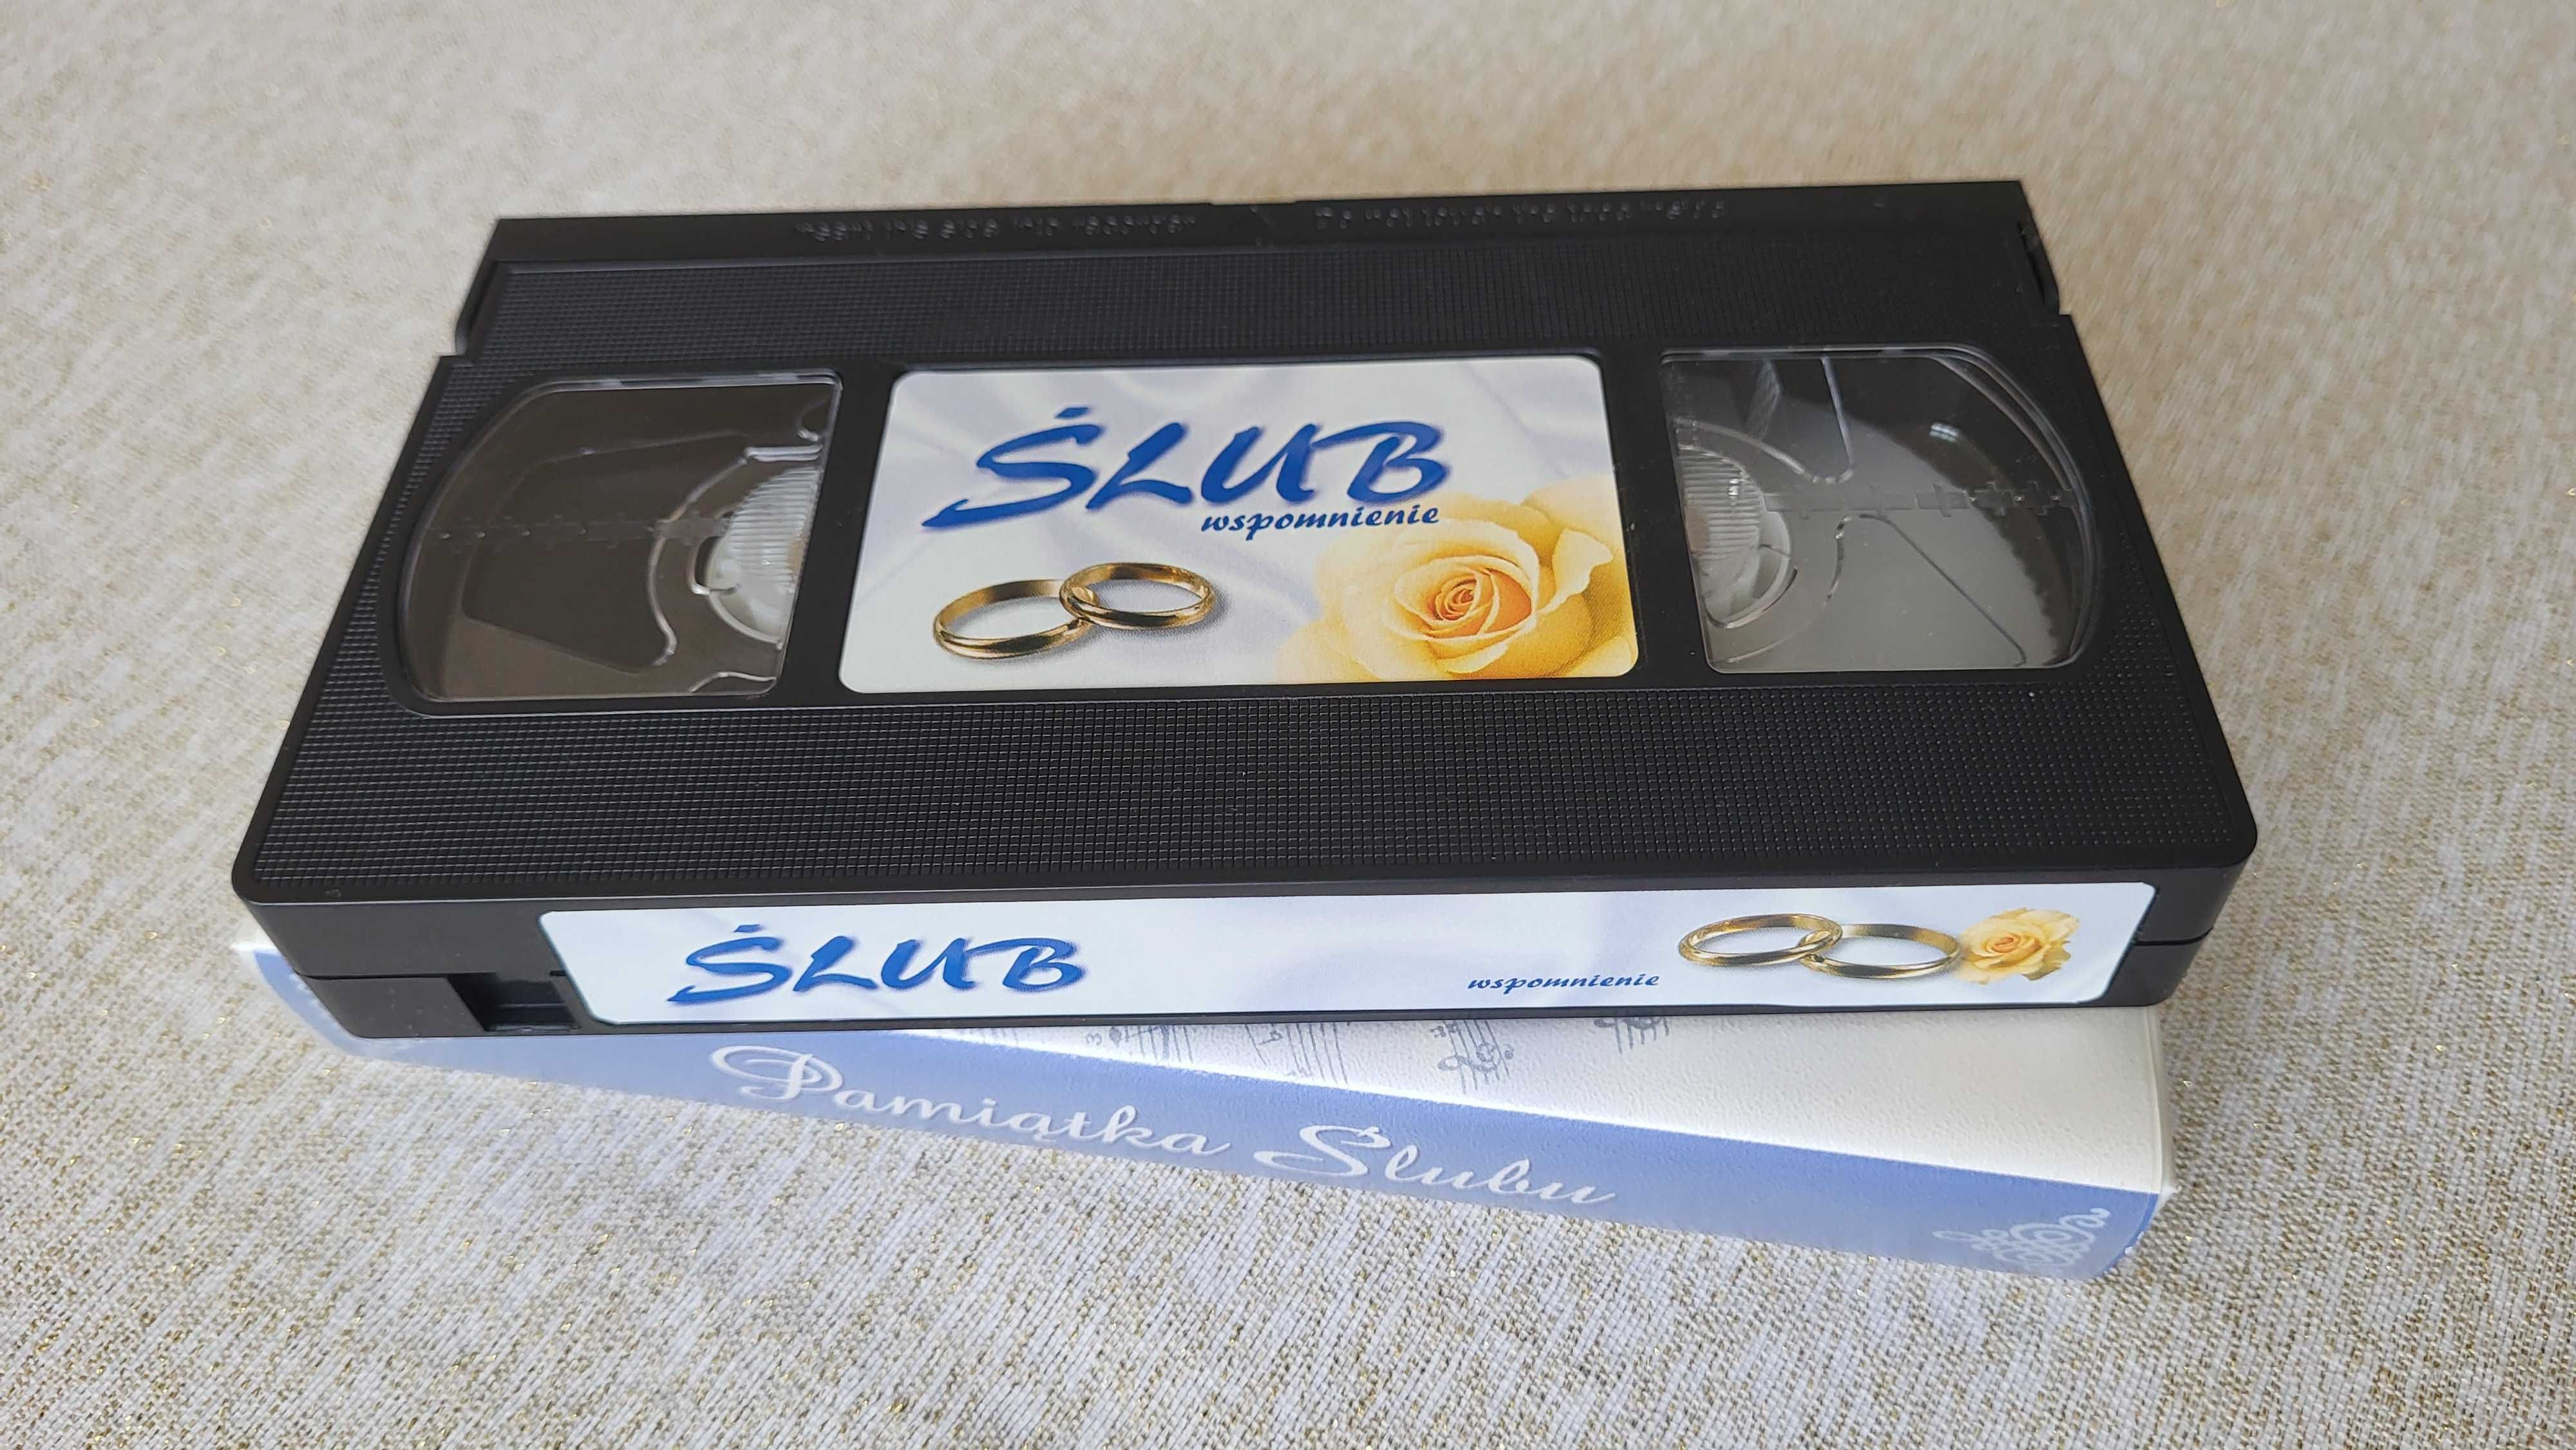 ŚLUB
wspomnienie
ŚLUB
wspomnienie
Pamiątka Ślubu